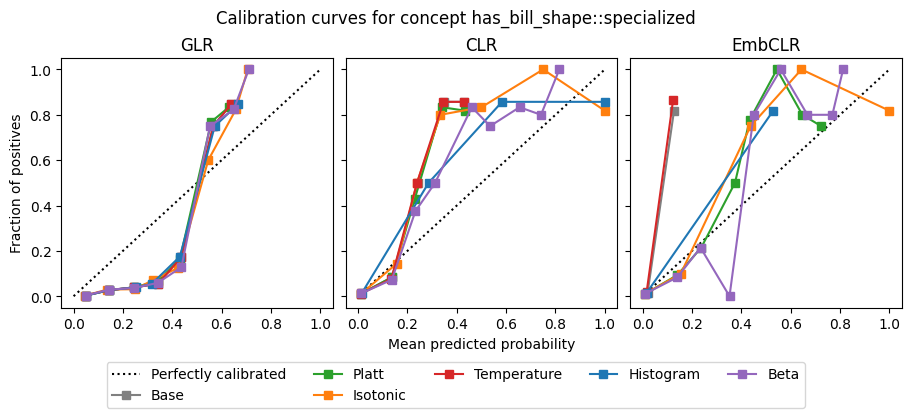 Calibration curves for concept has_bill_shape::specialized
GLR
CLR
EmbCLR
Fraction of positives
1.0
0.8
0.6
0.4
0.2
0.0
0.0 0.2 0.4 0.6 0.8 1.0
0.0 0.2 0.4 0.6 0.8 1.0
0.0 0.2 0.4 0.6 0.8 1.0
Mean predicted probability
Perfectly calibrated
Base
Platt
Isotonic
Temperature
Histogram
Beta